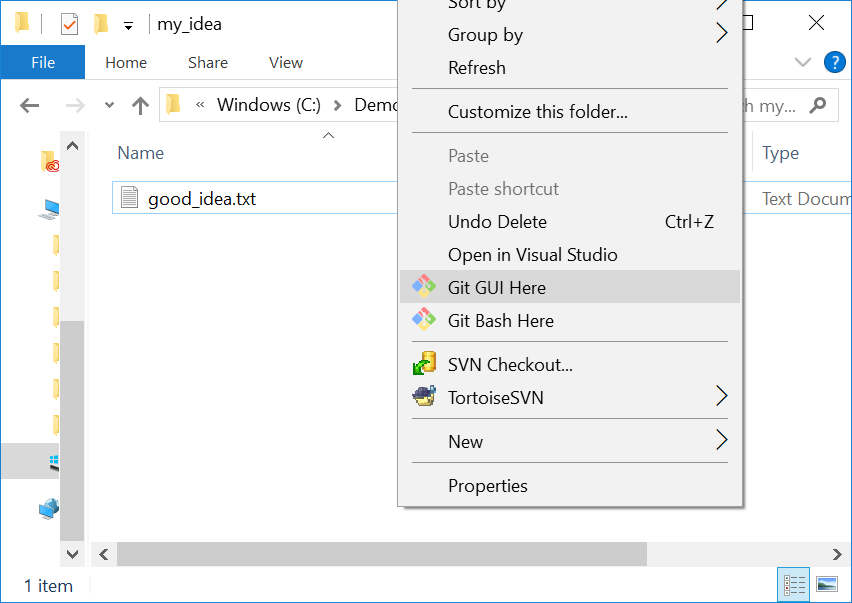 my_idea
File Home Share View
« Windows (C:) > Demo
my...
Name
Type
good_idea.txt
Text Docum
Sort by
Group by
Refresh
Customize this folder...
Paste
Paste shortcut
Undo Delete Ctrl+Z
Open in Visual Studio
Git GUI Here
Git Bash Here
SVN Checkout...
TortoiseSVN
New
Properties
1 item